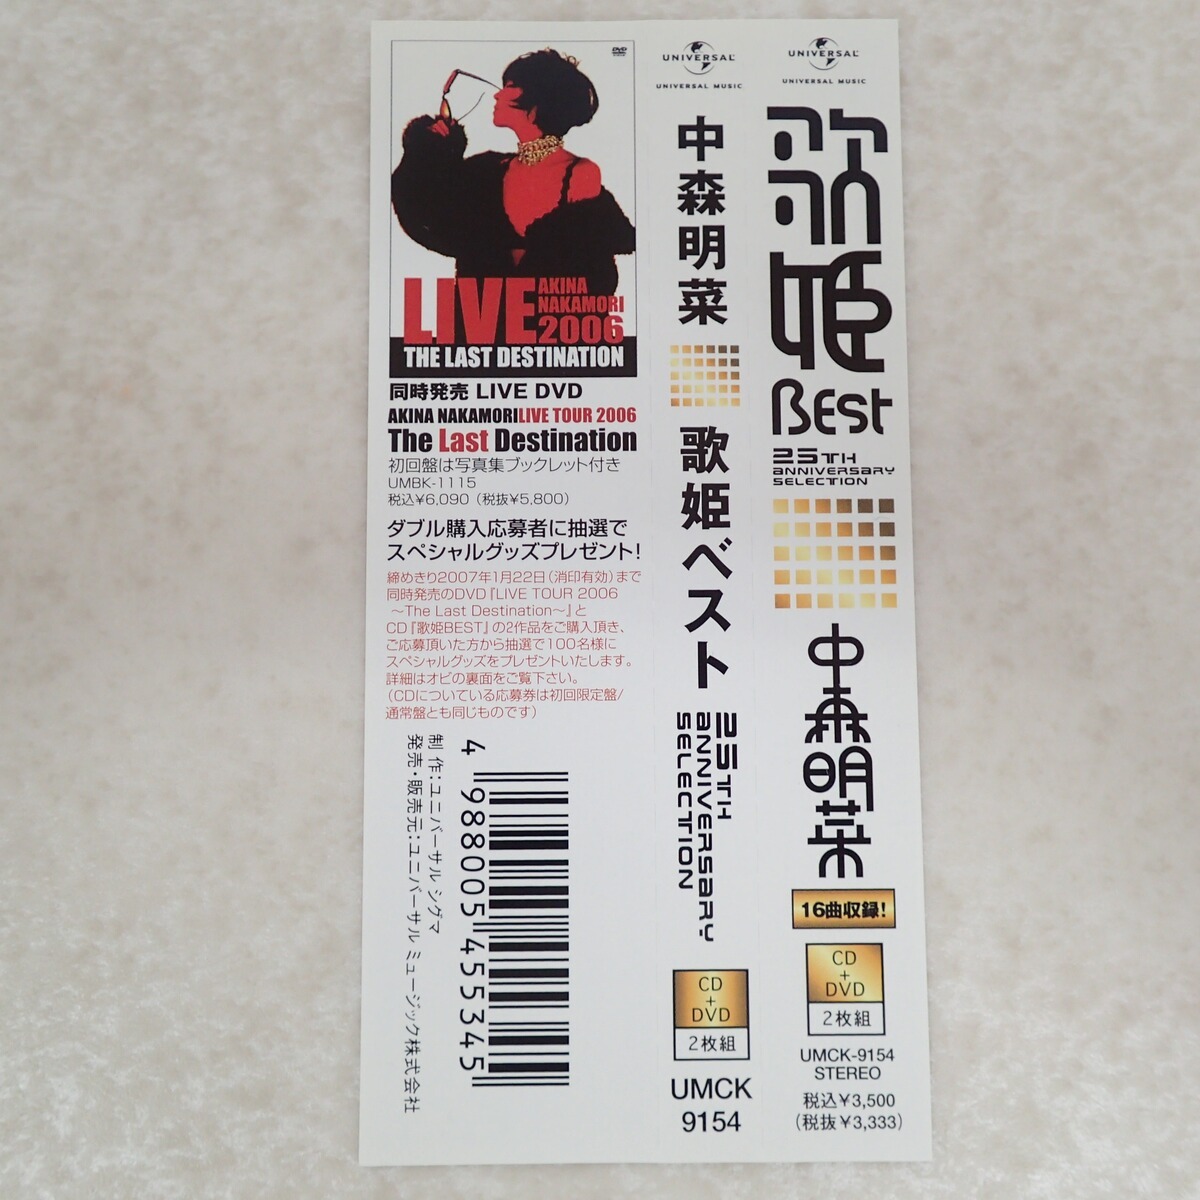 DVD
LIVE
AKINA
NAKAMORI
2006
THE LAST DESTINATION
同時発売 LIVE DVD
AKINA NAKAMORI LIVE TOUR 2006
The Last Destination
初回盤は写真集ブックレット付き
UMBK-1115
税込¥6,090（税抜¥5,800）
ダブル購入応募者に抽選で
スペシャルグッズプレゼント!
締めきり2007年1月22日（消印有効）まで
同時発売のDVD『LIVE TOUR 2006
～The Last Destination～』と
CD『歌姫BEST』の2作品をご購入頂き、
ご応募頂いた方から抽選で100名様に
スペシャルグッズをプレゼントいたします。
詳細はオビの裏面をご覧下さい。
（CDについている応募券は初回限定盤/
通常盤とも同じものです）
4 988005 455345
制 作：ユニバーサル シグマ
発売・販売元：ユニバーサル ミュージック株式会社
UNIVERSAL
UNIVERSAL MUSIC
中森明菜
歌姫ベスト
25TH
ANNIVERSARY
SELECTION
CD
+
DVD
2枚組
UMCK
9154
UNIVERSAL
UNIVERSAL MUSIC
歌姫
BEST
25TH
ANNIVERSARY
SELECTION
中森明菜
16曲収録!
CD
+
DVD
2枚組
UMCK-9154
STEREO
税込¥3,500
（税抜¥3,333）